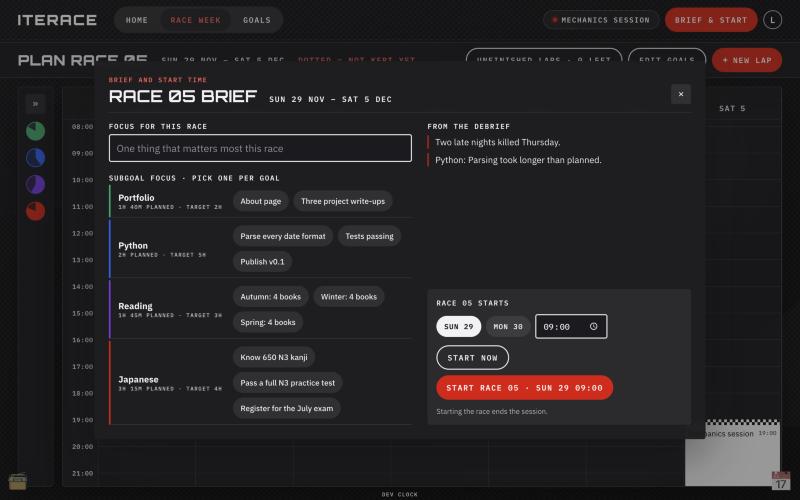 ITERACE
HOME
RACE WEEK
GOALS
MECHANICS SESSION
BRIEF & START
L
PLAN RACE 05
SUN 29 NOV – SAT 5 DEC
DOTTED = NOT KEPT YET
UNFINISHED LAPS · 0 LEFT
EDIT GOALS
+ NEW LAP
BRIEF AND START TIME
RACE 05 BRIEF
SUN 29 NOV – SAT 5 DEC
×
»
SAT 5
FOCUS FOR THIS RACE
One thing that matters most this race
SUBGOAL FOCUS · PICK ONE PER GOAL
Portfolio
1H 40M PLANNED · TARGET 2H
About page
Three project write-ups
Python
2H PLANNED · TARGET 5H
Parse every date format
Tests passing
Publish v0.1
Reading
1H 45M PLANNED · TARGET 3H
Autumn: 4 books
Winter: 4 books
Spring: 4 books
Japanese
3H 15M PLANNED · TARGET 4H
Know 650 N3 kanji
Pass a full N3 practice test
Register for the July exam
FROM THE DEBRIEF
Two late nights killed Thursday.
Python: Parsing took longer than planned.
RACE 05 STARTS
SUN 29
MON 30
09:00
START NOW
START RACE 05 · SUN 29 09:00
Starting the race ends the session.
08:00
09:00
10:00
11:00
12:00
13:00
14:00
15:00
16:00
17:00
18:00
19:00
20:00
21:00
anics session
19:00
17
DEV CLOCK